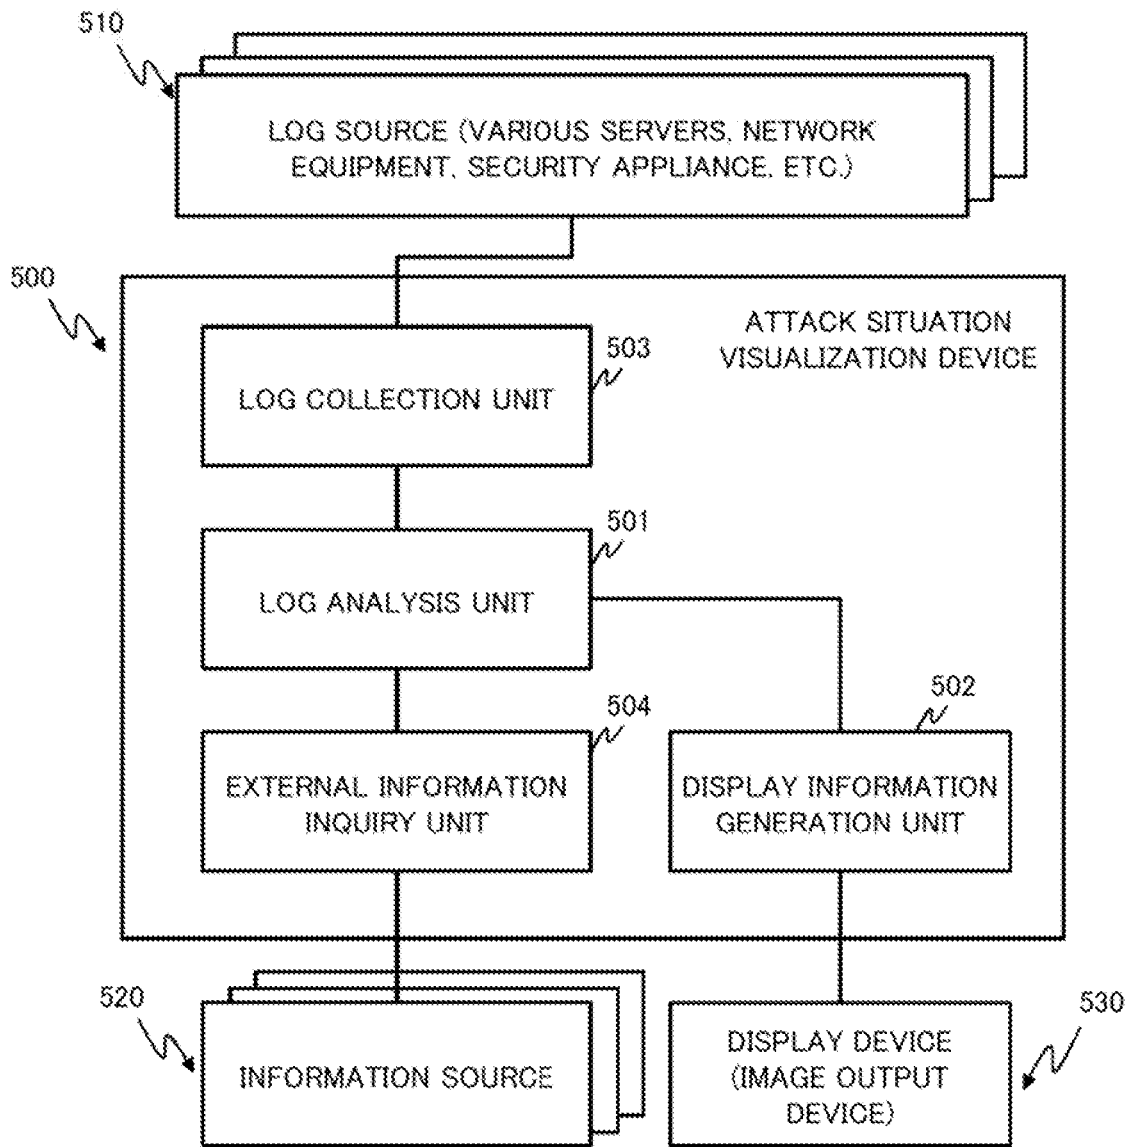 510
LOG SOURCE (VARIOUS SERVERS, NETWORK
EQUIPMENT, SECURITY APPLIANCE, ETC.)
500
ATTACK SITUATION
VISUALIZATION DEVICE
503
LOG COLLECTION UNIT
501
LOG ANALYSIS UNIT
504
EXTERNAL INFORMATION
INQUIRY UNIT
502
DISPLAY INFORMATION
GENERATION UNIT
520
INFORMATION SOURCE
530
DISPLAY DEVICE
(IMAGE OUTPUT
DEVICE)